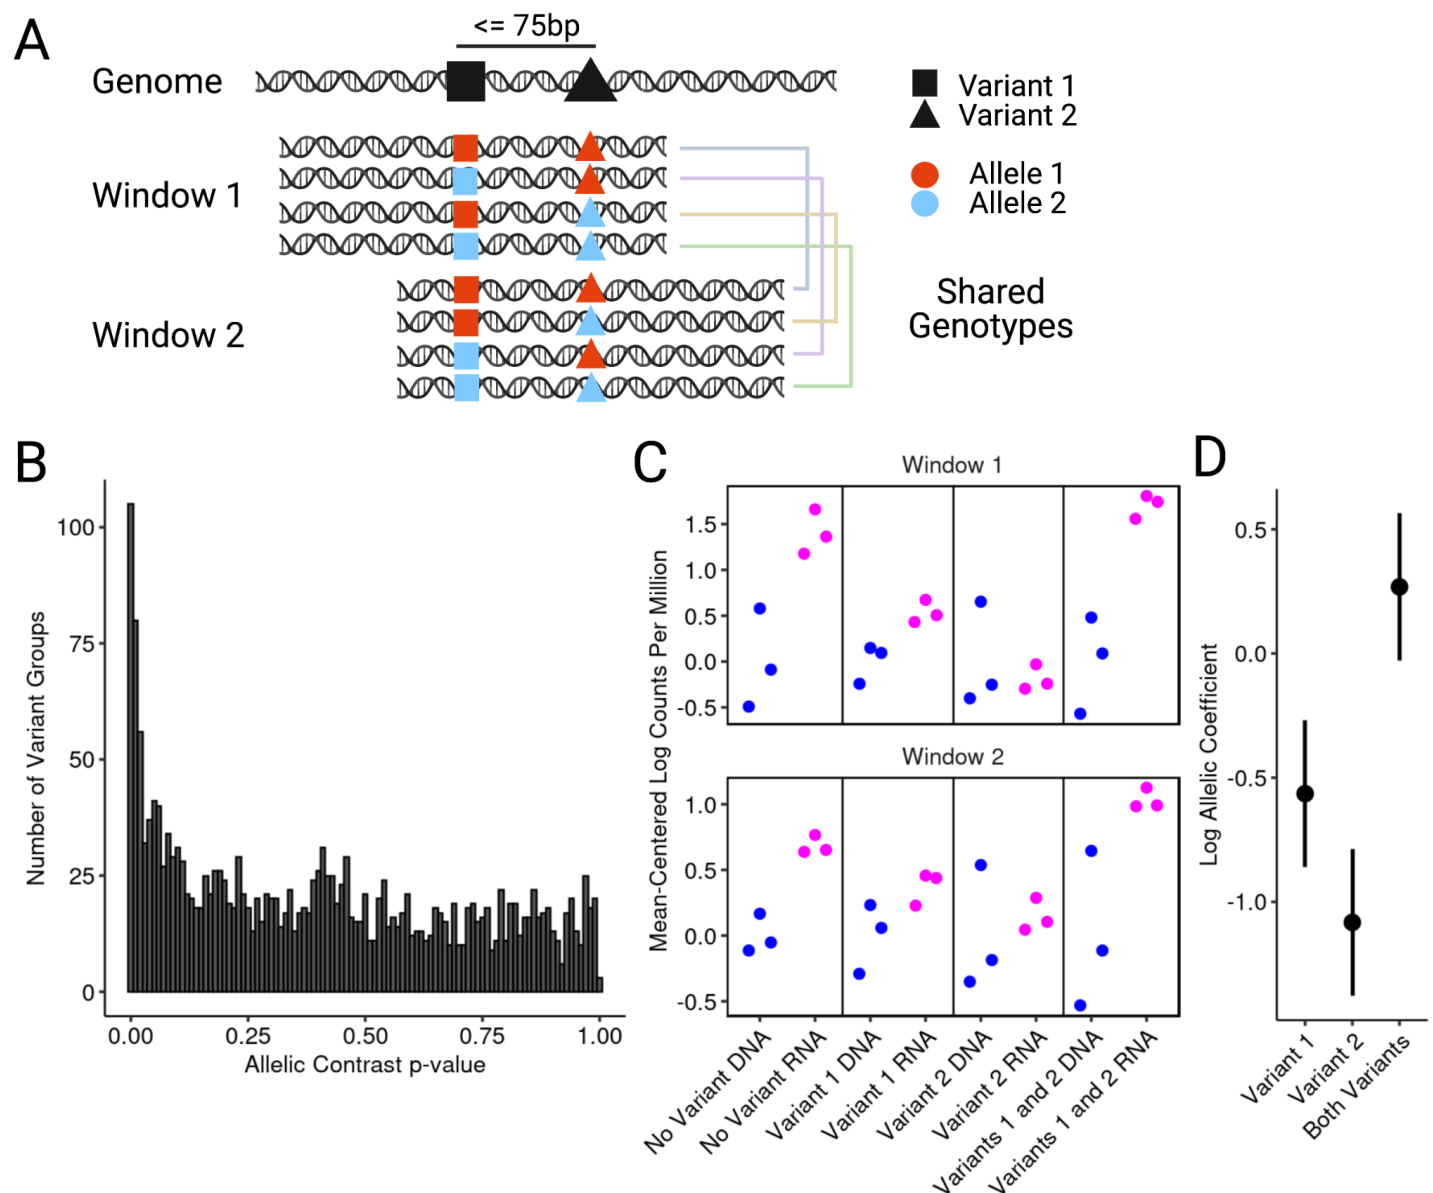 A
<= 75bp
Genome
Variant 1
Variant 2
Window 1
Allele 1
Allele 2
Window 2
Shared
Genotypes
B
Number of Variant Groups
100
75
50
25
0
0.00
0.25
0.50
0.75
1.00
Allelic Contrast p-value
C
Mean-Centered Log Counts Per Million
Window 1
1.5
1.0
0.5
0.0
-0.5
Window 2
1.0
0.5
0.0
-0.5
No Variant DNA
No Variant RNA
Variant 1 DNA
Variant 1 RNA
Variant 2 DNA
Variant 2 RNA
Variants 1 and 2 DNA
Variants 1 and 2 RNA
D
Log Allelic Coefficient
0.5
0.0
-0.5
-1.0
Variant 1
Variant 2
Both Variants